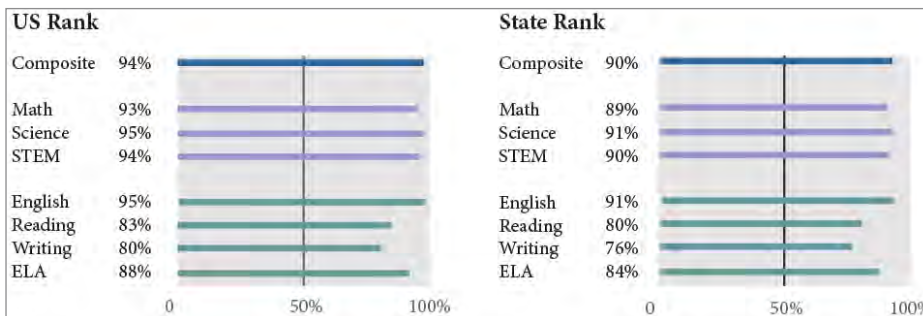 US Rank
Composite 94%
Math 93%
Science 95%
STEM 94%
English 95%
Reading 83%
Writing 80%
ELA 88%
0 50% 100%
State Rank
Composite 90%
Math 89%
Science 91%
STEM 90%
English 91%
Reading 80%
Writing 76%
ELA 84%
0 50% 100%